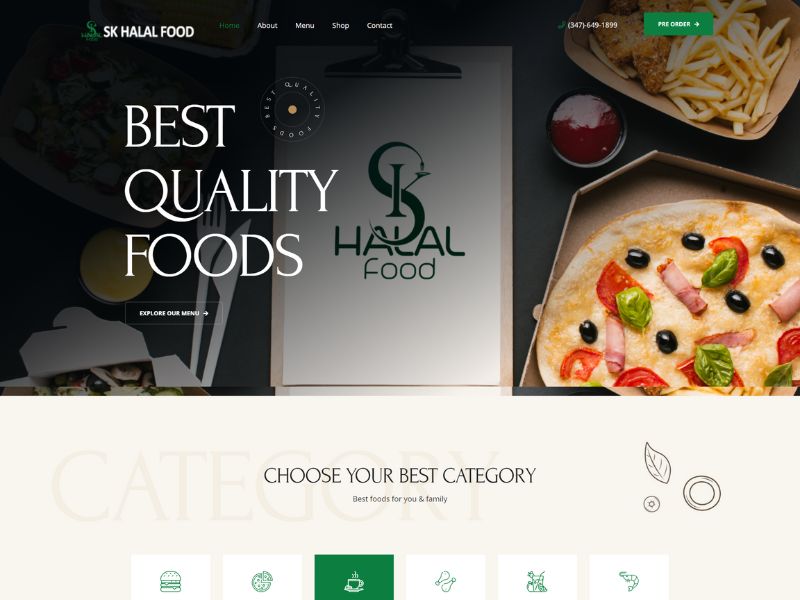 SK HALAL FOOD
Home
About
Menu
Shop
Contact
(347)-649-1899
PRE ORDER
BEST
QUALITY
FOODS
BEST QUALITY FOODS
SK
HALAL
Food
EXPLORE OUR MENU
CATEGORY
CHOOSE YOUR BEST CATEGORY
Best foods for you & family